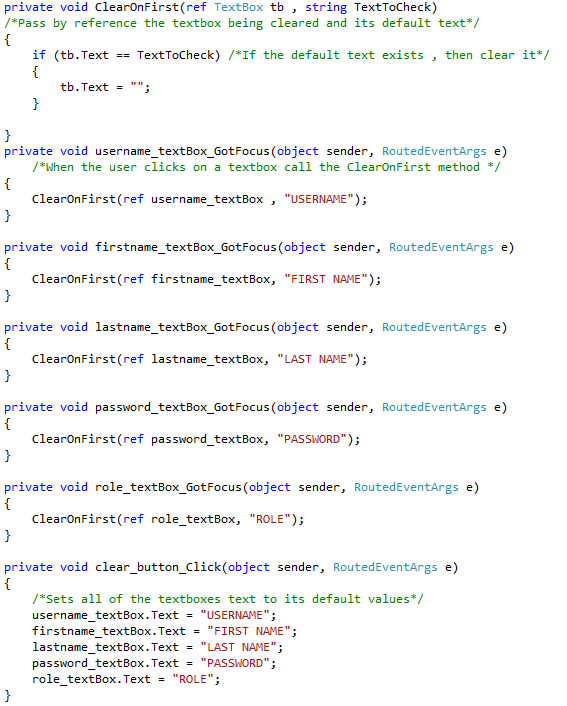 private void ClearOnFirst(ref TextBox tb , string TextToCheck)
/*Pass by reference the textbox being cleared and its default text*/
{
    if (tb.Text == TextToCheck) /*If the default text exists , then clear it*/
    {
        tb.Text = "";
    }

}
private void username_textBox_GotFocus(object sender, RoutedEventArgs e)
    /*When the user clicks on a textbox call the ClearOnFirst method */
{
    ClearOnFirst(ref username_textBox , "USERNAME");
}

private void firstname_textBox_GotFocus(object sender, RoutedEventArgs e)
{
    ClearOnFirst(ref firstname_textBox, "FIRST NAME");
}

private void lastname_textBox_GotFocus(object sender, RoutedEventArgs e)
{
    ClearOnFirst(ref lastname_textBox, "LAST NAME");
}

private void password_textBox_GotFocus(object sender, RoutedEventArgs e)
{
    ClearOnFirst(ref password_textBox, "PASSWORD");
}

private void role_textBox_GotFocus(object sender, RoutedEventArgs e)
{
    ClearOnFirst(ref role_textBox, "ROLE");
}

private void clear_button_Click(object sender, RoutedEventArgs e)
{
    /*Sets all of the textboxes text to its default values*/
    username_textBox.Text = "USERNAME";
    firstname_textBox.Text = "FIRST NAME";
    lastname_textBox.Text = "LAST NAME";
    password_textBox.Text = "PASSWORD";
    role_textBox.Text = "ROLE";
}